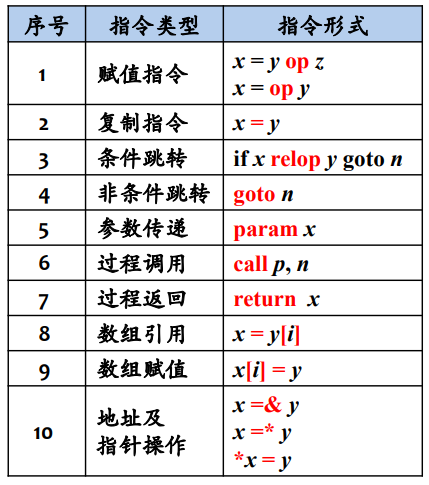 序号 指令类型 指令形式
1 赋值指令 x = y op z
x = op y
2 复制指令 x = y
3 条件跳转 if x relop y goto n
4 非条件跳转 goto n
5 参数传递 param x
6 过程调用 call p, n
7 过程返回 return x
8 数组引用 x = y[i]
9 数组赋值 x[i] = y
10 地址及
指针操作
x =& y
x =* y
*x = y